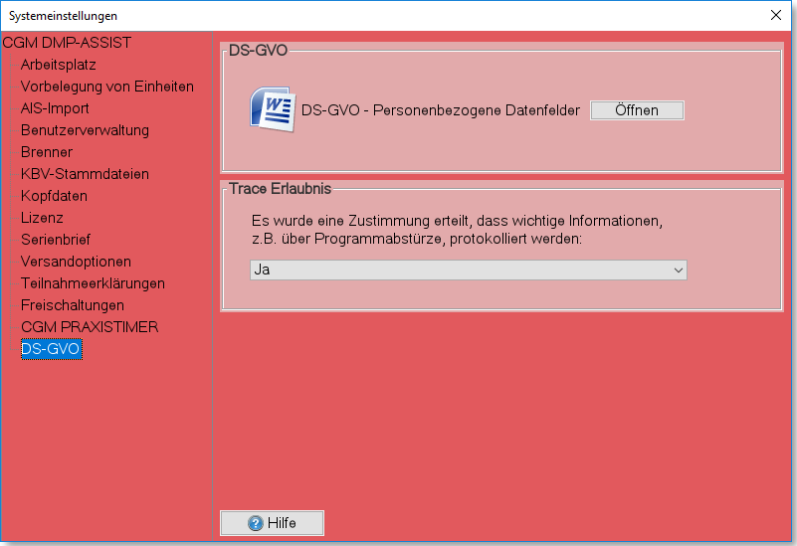 Systemeinstellungen
CGM DMP-ASSIST
Arbeitsplatz
Vorbelegung von Einheiten
AIS-Import
Benutzerverwaltung
Brenner
KBV-Stammdateien
Kopfdaten
Lizenz
Serienbrief
Versandoptionen
Teilnahmeerklärungen
Freischaltungen
CGM PRAXISTIMER
DS-GVO
DS-GVO
W
DS-GVO - Personenbezogene Datenfelder
Öffnen
Trace Erlaubnis
Es wurde eine Zustimmung erteilt, dass wichtige Informationen,
z.B. über Programmabstürze, protokolliert werden:
Ja
? Hilfe